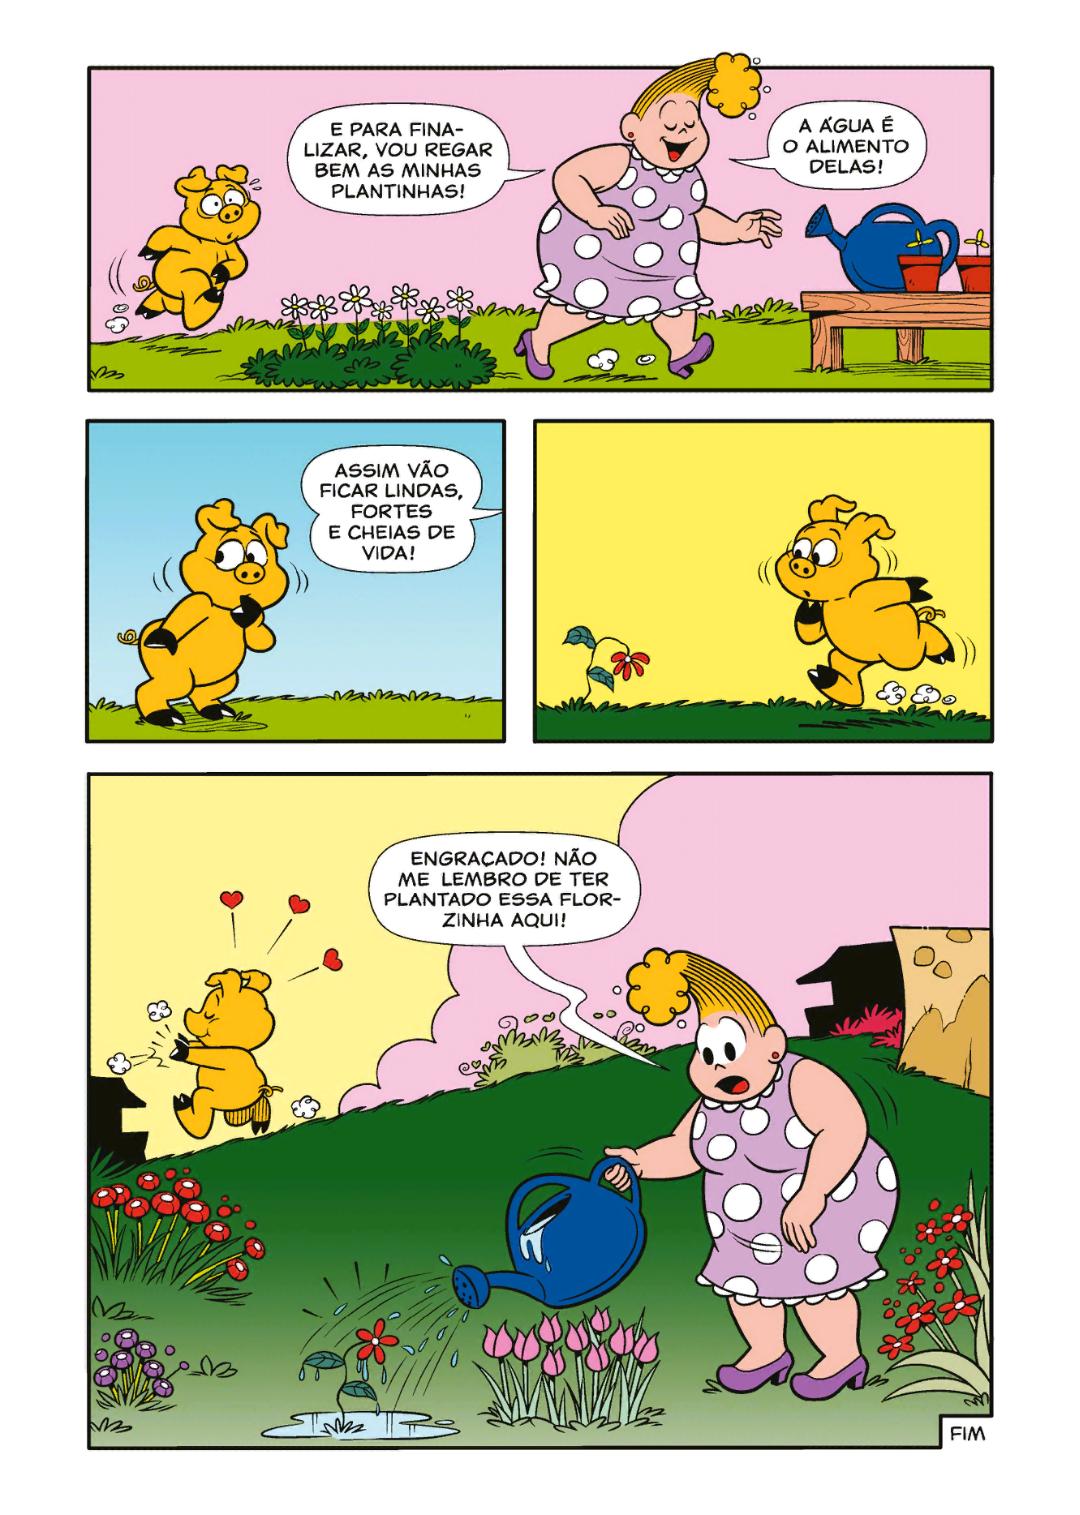 E PARA FINA-
LIZAR, VOU REGAR
BEM AS MINHAS
PLANTINHAS!
A ÁGUA É
O ALIMENTO
DELAS!
ASSIM VÃO
FICAR LINDAS,
FORTES
E CHEIAS DE
VIDA!
ENGRAÇADO! NÃO
ME LEMBRO DE TER
PLANTADO ESSA FLOR-
ZINHA AQUI!
FIM